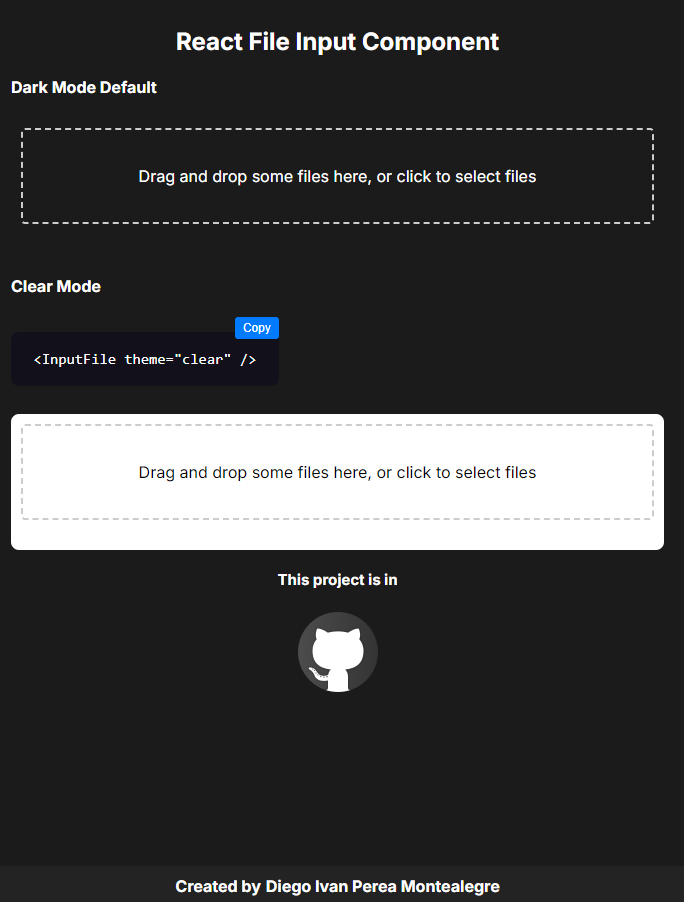 React File Input Component
Dark Mode Default
Drag and drop some files here, or click to select files
Clear Mode
Copy
<InputFile theme="clear" />
Drag and drop some files here, or click to select files
This project is in
Created by Diego Ivan Perea Montealegre